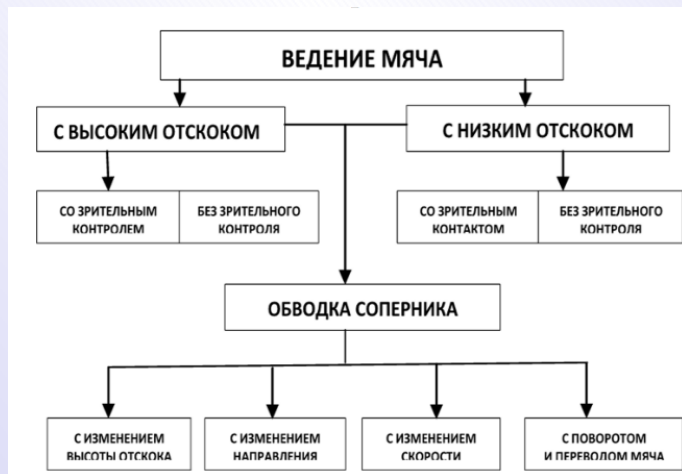 ВЕДЕНИЕ МЯЧА
С ВЫСОКИМ ОТСКОКОМ
С НИЗКИМ ОТСКОКОМ
СО ЗРИТЕЛЬНЫМ
КОНТРОЛЕМ
БЕЗ ЗРИТЕЛЬНОГО
КОНТРОЛЯ
СО ЗРИТЕЛЬНЫМ
КОНТАКТОМ
БЕЗ ЗРИТЕЛЬНОГО
КОНТРОЛЯ
ОБВОДКА СОПЕРНИКА
С ИЗМЕНЕНИЕМ
ВЫСОТЫ ОТСКОКА
С ИЗМЕНЕНИЕМ
НАПРАВЛЕНИЯ
С ИЗМЕНЕНИЕМ
СКОРОСТИ
С ПОВОРОТОМ
И ПЕРЕВОДОМ МЯЧА